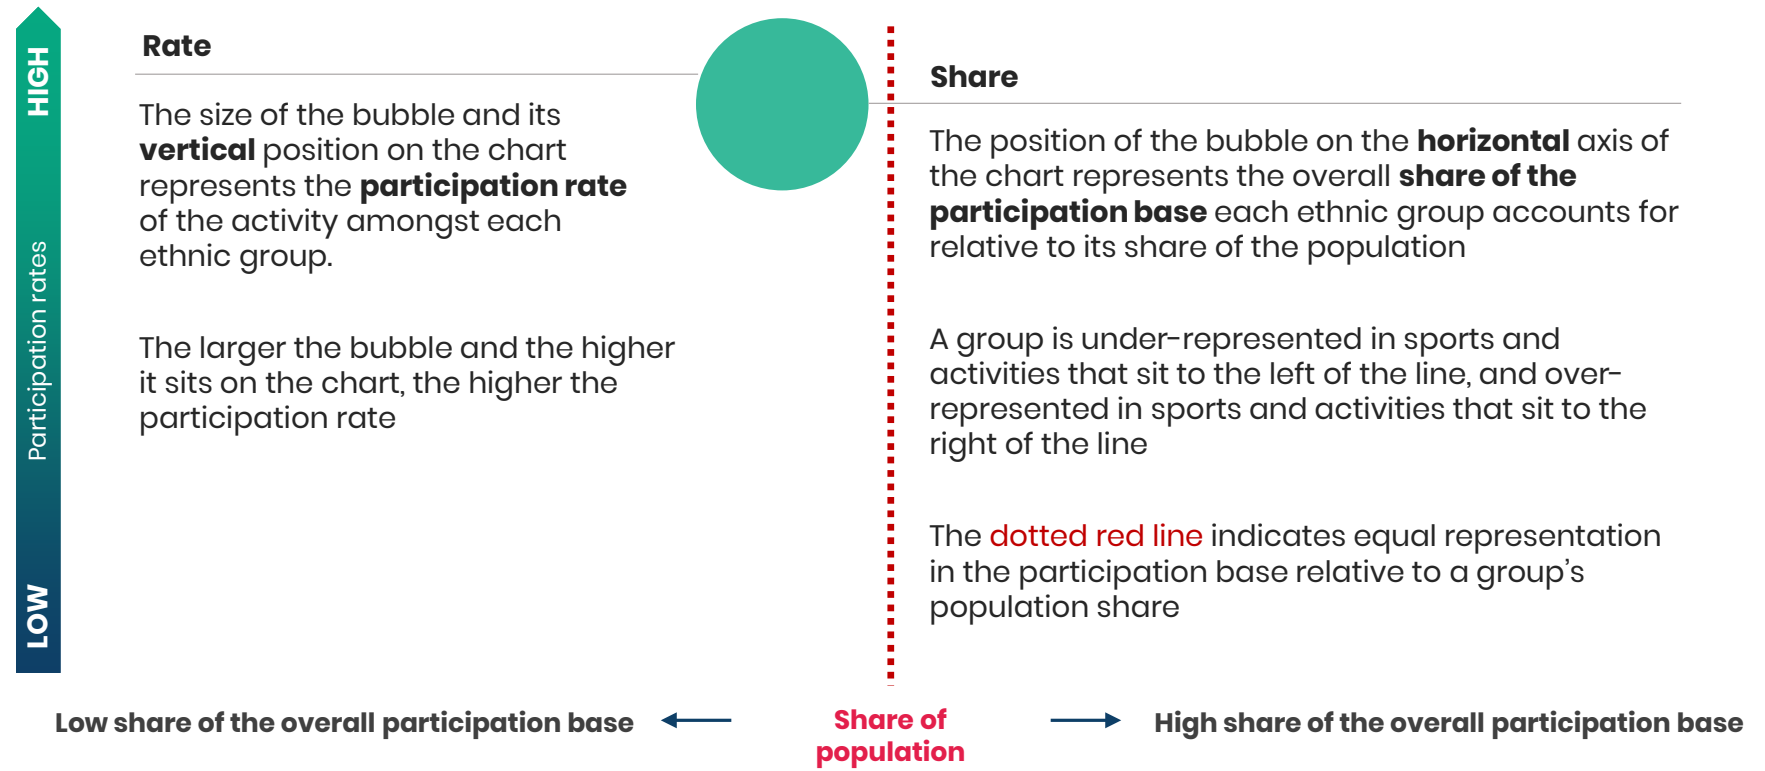 HIGH
Participation rates
LOW
Rate
The size of the bubble and its
vertical position on the chart
represents the participation rate
of the activity amongst each
ethnic group.
The larger the bubble and the higher
it sits on the chart, the higher the
participation rate
Share
The position of the bubble on the horizontal axis of
the chart represents the overall share of the
participation base each ethnic group accounts for
relative to its share of the population
A group is under-represented in sports and
activities that sit to the left of the line, and over-
represented in sports and activities that sit to the
right of the line
The dotted red line indicates equal representation
in the participation base relative to a group’s
population share
Low share of the overall participation base
Share of
population
High share of the overall participation base